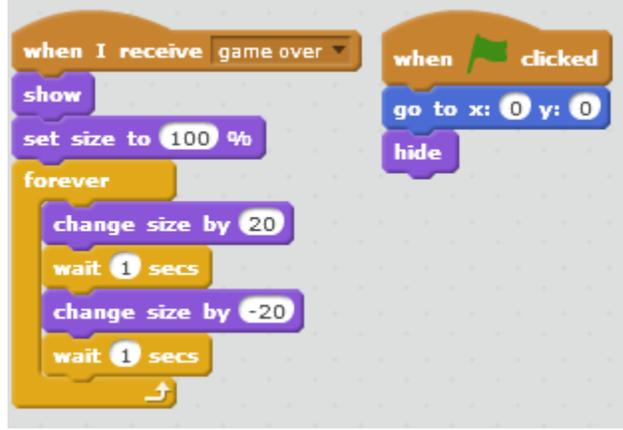 when I receive game over
show
set size to 100 %
forever
change size by 20
wait 1 secs
change size by -20
wait 1 secs
when clicked
go to x: 0 y: 0
hide